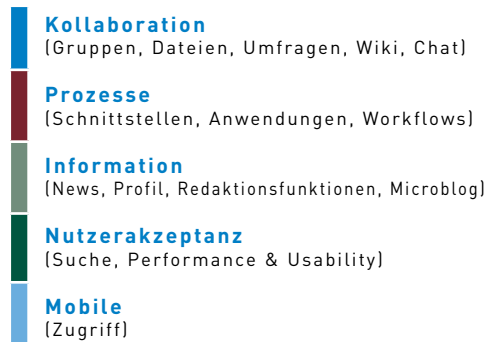 Kollaboration
(Gruppen, Dateien, Umfragen, Wiki, Chat)
Prozesse
(Schnittstellen, Anwendungen, Workflows)
Information
(News, Profil, Redaktionsfunktionen, Microblog)
Nutzerakzeptanz
(Suche, Performance & Usability)
Mobile
(Zugriff)